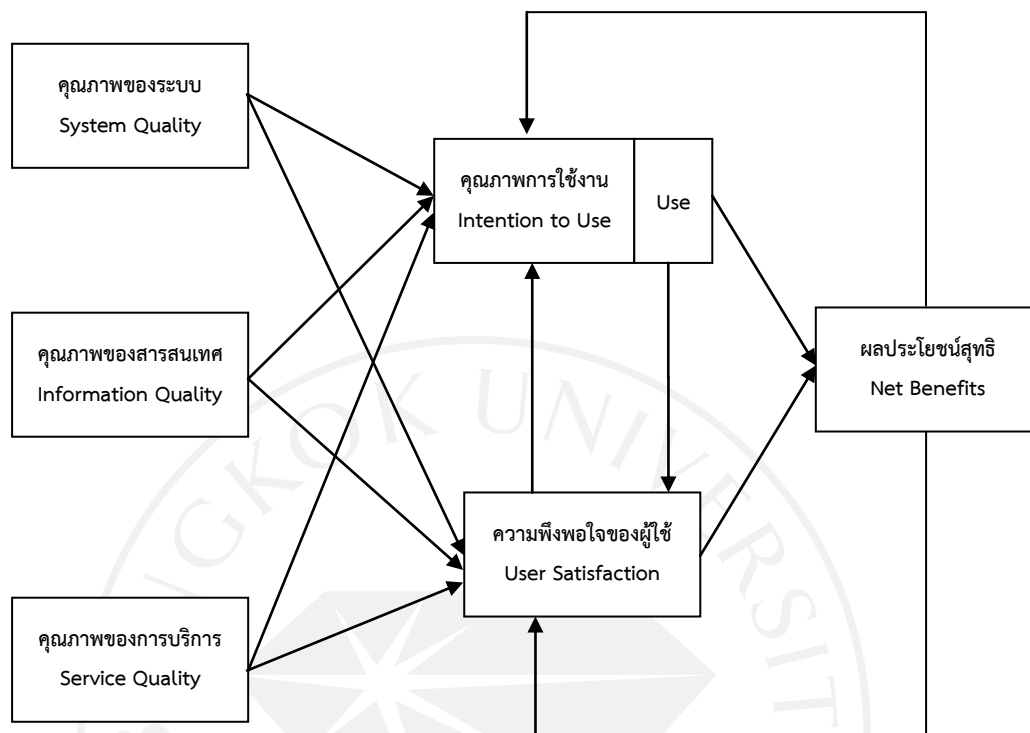 คุณภาพของระบบ
System Quality
คุณภาพการใช้งาน
Intention to Use
Use
คุณภาพของสารสนเทศ
Information Quality
ผลประโยชน์สุทธิ
Net Benefits
ความพึงพอใจของผู้ใช้
User Satisfaction
คุณภาพของการบริการ
Service Quality
NGKOK UNIVERSIT